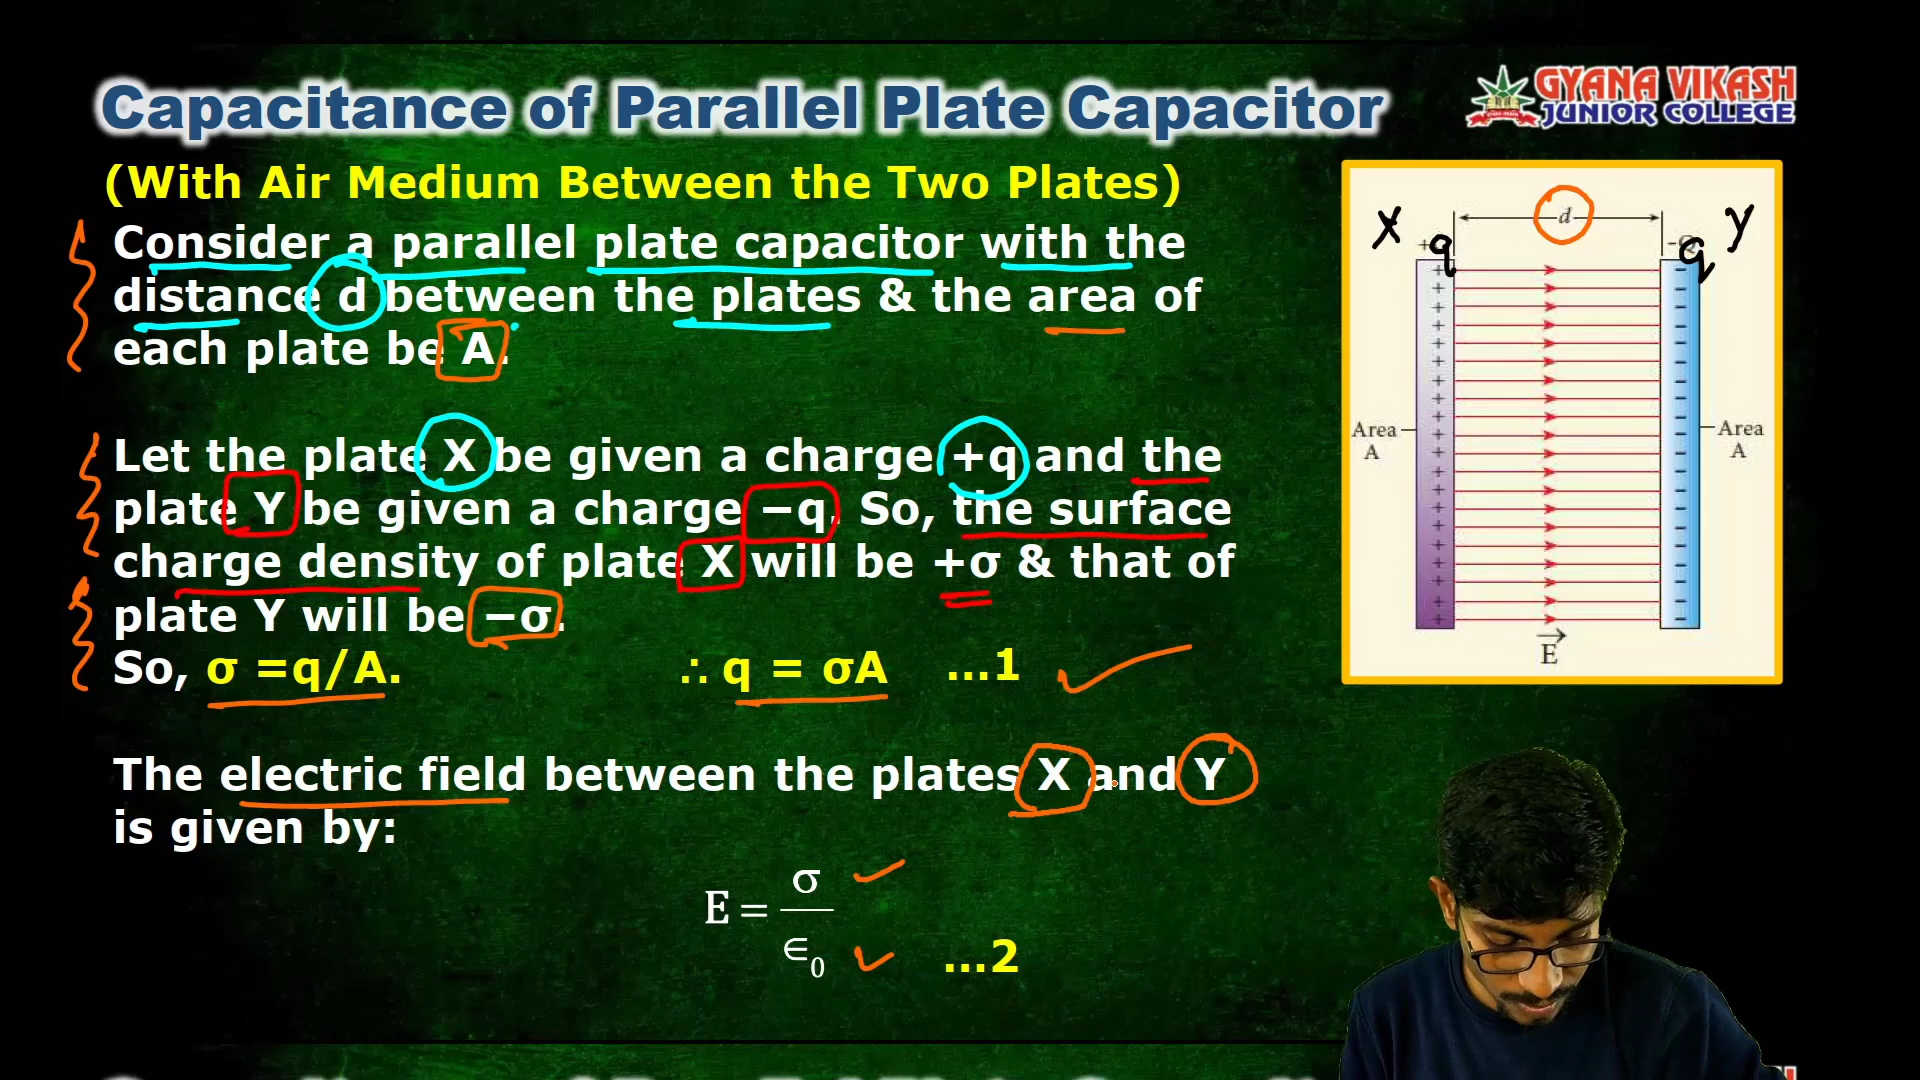 Capacitance of Parallel Plate Capacitor
GYANA VIKASH
JUNIOR COLLEGE
(With Air Medium Between the Two Plates)
Consider a parallel plate capacitor with the
distance d between the plates & the area of
each plate be A.
Let the plate X be given a charge +q and the
plate Y be given a charge −q. So, the surface
charge density of plate X will be +σ & that of
plate Y will be −σ.
So, σ =q/A. ∴ q = σA ...1
The electric field between the plates X and Y
is given by:
E = σ / ∈0 ...2
X d y
+q -q
Area A
Area A
E